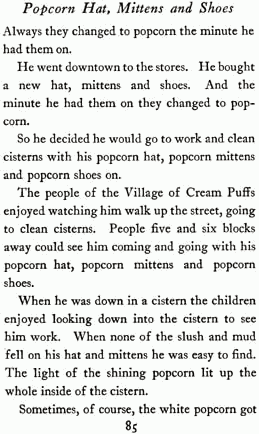 Popcorn Hat, Mittens and Shoes
Always they changed to popcorn the minute he
had them on.
He went downtown to the stores. He bought
a new hat, mittens and shoes. And the
minute he had them on they changed to pop-
corn.
So he decided he would go to work and clean
cisterns with his popcorn hat, popcorn mittens
and popcorn shoes on.
The people of the Village of Cream Puffs
enjoyed watching him walk up the street, going
to clean cisterns. People five and six blocks
away could see him coming and going with his
popcorn hat, popcorn mittens and popcorn
shoes.
When he was down in a cistern the children
enjoyed looking down into the cistern to see
him work. When none of the slush and mud
fell on his hat and mittens he was easy to find.
The light of the shining popcorn lit up the
whole inside of the cistern.
Sometimes, of course, the white popcorn got
85